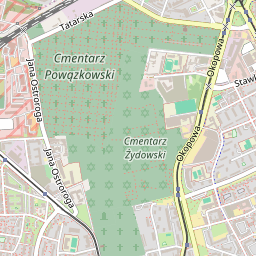 Tatarska
Cmentarz
Powązkowski
Jana Ostroroga
Okopowa
Stawk
Cmentarz
Żydowski
Okopowa
Jana Ostroroga